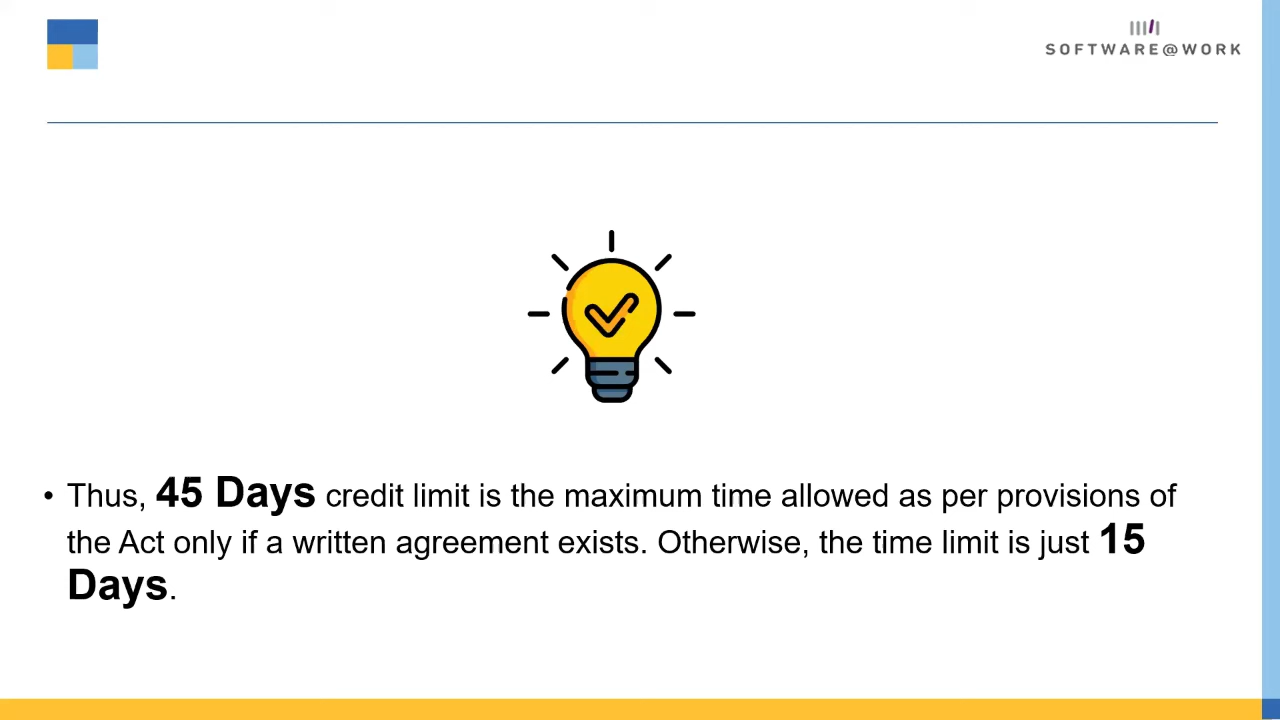 SOFTWARE@WORK
• Thus, 45 Days credit limit is the maximum time allowed as per provisions of
the Act only if a written agreement exists. Otherwise, the time limit is just 15
Days.